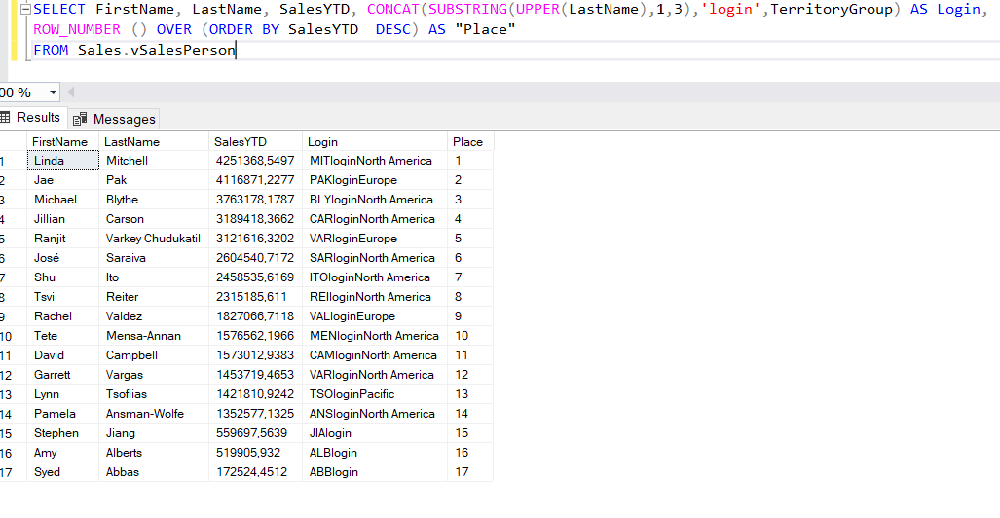 SELECT FirstName, LastName, SalesYTD, CONCAT(SUBSTRING(UPPER(LastName),1,3),'login',TerritoryGroup) AS Login,
ROW_NUMBER () OVER (ORDER BY SalesYTD  DESC) AS "Place"
FROM Sales.vSalesPerson
00 %
Results Messages
FirstName LastName SalesYTD Login Place
1 Linda Mitchell 4251368,5497 MITloginNorth America 1
2 Jae Pak 4116871,2277 PAKloginEurope 2
3 Michael Blythe 3763178,1787 BLYloginNorth America 3
4 Jillian Carson 3189418,3662 CARloginNorth America 4
5 Ranjit Varkey Chudukatil 3121616,3202 VARloginEurope 5
6 José Saraiva 2604540,7172 SARloginNorth America 6
7 Shu Ito 2458535,6169 ITOloginNorth America 7
8 Tsvi Reiter 2315185,611 REIloginNorth America 8
9 Rachel Valdez 1827066,7118 VALloginEurope 9
10 Tete Mensa-Annan 1576562,1966 MENloginNorth America 10
11 David Campbell 1573012,9383 CAMloginNorth America 11
12 Garrett Vargas 1453719,4653 VARloginNorth America 12
13 Lynn Tsoflias 1421810,9242 TSOloginPacific 13
14 Pamela Ansman-Wolfe 1352577,1325 ANSloginNorth America 14
15 Stephen Jiang 559697,5639 JIAlogin 15
16 Amy Alberts 519905,932 ALBlogin 16
17 Syed Abbas 172524,4512 ABBlogin 17